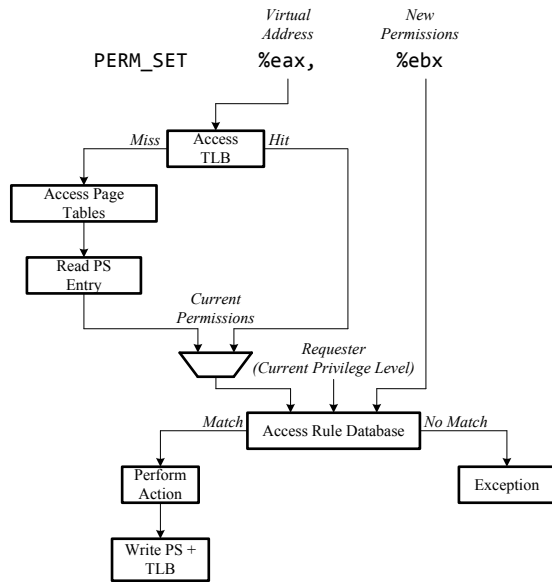 Virtual
Address
New
Permissions
PERM_SET %eax, %ebx
Miss
Access
TLB
Hit
Access Page
Tables
Read PS
Entry
Current
Permissions
Requester
(Current Privilege Level)
Match
Access Rule Database
No Match
Perform
Action
Exception
Write PS +
TLB